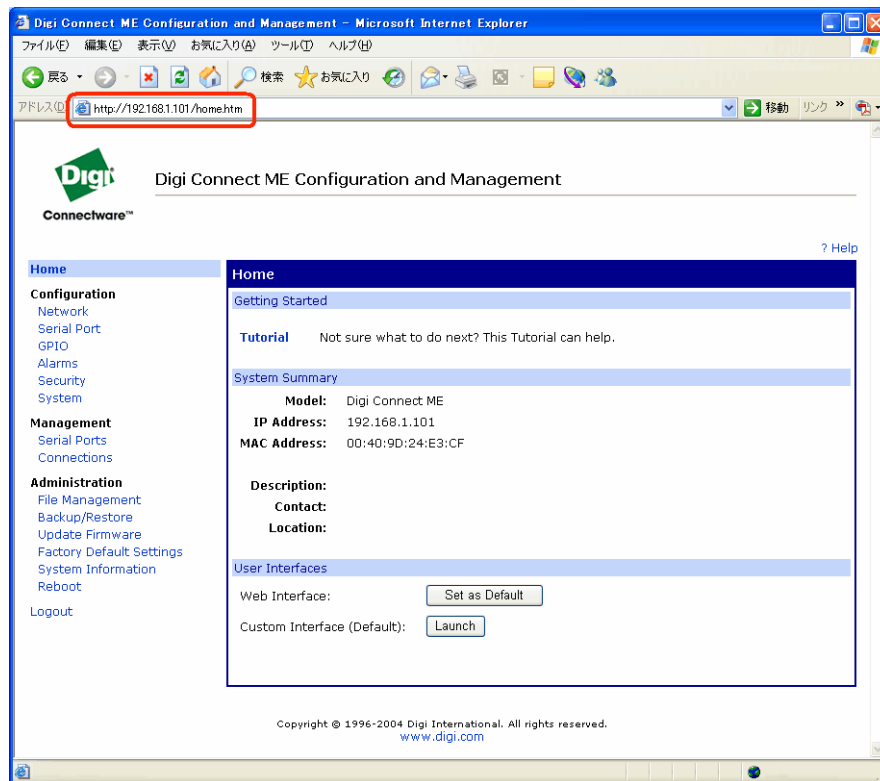 Digi Connect ME Configuration and Management - Microsoft Internet Explorer
ファイル(F) 編集(E) 表示(V) お気に入り(A) ツール(T) ヘルプ(H)
戻る 検索 お気に入り
アドレス(D) http://192.168.1.101/home.htm 移動 リンク »
Digi
Connectware™
Digi Connect ME Configuration and Management
? Help
Home
Configuration
Network
Serial Port
GPIO
Alarms
Security
System
Management
Serial Ports
Connections
Administration
File Management
Backup/Restore
Update Firmware
Factory Default Settings
System Information
Reboot
Logout
Home
Getting Started
Tutorial Not sure what to do next? This Tutorial can help.
System Summary
Model: Digi Connect ME
IP Address: 192.168.1.101
MAC Address: 00:40:9D:24:E3:CF
Description:
Contact:
Location:
User Interfaces
Web Interface: Set as Default
Custom Interface (Default): Launch
Copyright © 1996-2004 Digi International. All rights reserved.
www.digi.com